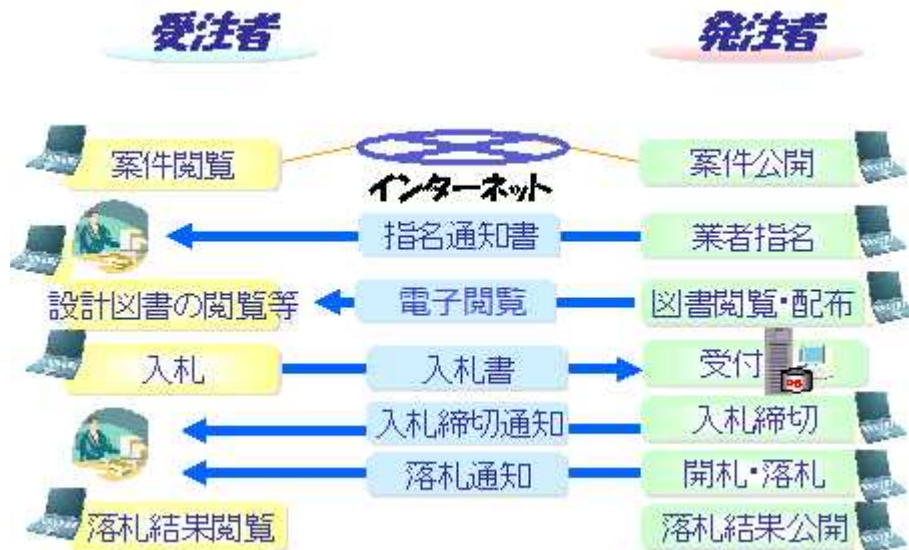 受注者 発注者
案件閲覧 案件公開
インターネット
指名通知書 業者指名
設計図書の閲覧等 電子閲覧 図書閲覧・配布
入札 入札書 受付
入札締切通知 入札締切
落札通知 開札・落札
落札結果閲覧 落札結果公開